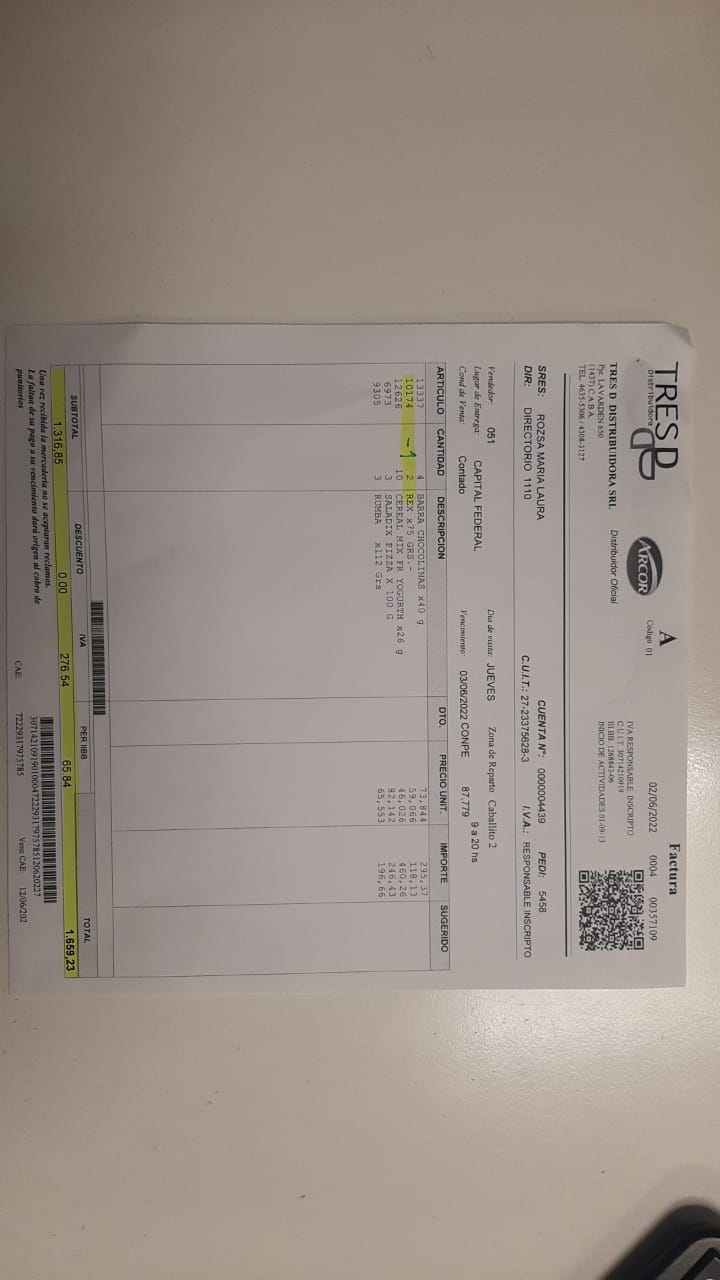 TRES D
Distribuidora
ARCOR
Distribuidor Oficial
A
Código 01
Factura
02/06/2022 0004 00357109
TRES D DISTRIBUIDORA SRL
Pje. LAVARDEN 650
(1437) C.A.B.A.
TEL. 4635-5306 / 4308-3127
IVA RESPONSABLE INSCRIPTO
C.U.I.T. 30714210919
III.BB. 1268843-06
INICIO DE ACTIVIDADES 01-09-13
SRES: ROZSA MARIA LAURA CUENTA Nº: 0000004439 PEDI: 5458
DIR: DIRECTORIO 1110 C.U.I.T.: 27-23375628-3 I.V.A.: RESPONSABLE INSCRIPTO
Vendedor: 051 Dia de visita: JUEVES Zona de Reparto Caballito 2
Lugar de Entrega: CAPITAL FEDERAL 9 a 20 hs
Cond de Venta: Contado Vencimiento: 03/06/2022 CONPE 87,779
ARTICULO CANTIDAD DESCRIPCION DTO. PRECIO UNIT. IMPORTE SUGERIDO
13337 4 BARRA CHOCOLINAS x40 g 73,844 295,37
10174 -1 2 REX x75 GRS.- 59,066 118,13
12626 10 CEREAL MIX FR YOGURTH x26 g 46,026 460,26
6973 3 SALADIX PIZZA X 100 G 82,142 246,43
9305 3 RUMBA x112 Grs 65,553 196,66
SUBTOTAL DESCUENTO IVA PER IIBB TOTAL
1.316,85 0.00 276.54 65.84 1.659,23
Una vez recibida la mercaderia no se aceptaran reclamos.
La faltaa de su pago a su vencimiento dará origen al cobro de
punitorios
307142109190100047222931797578512062022​7
CAE: 72229317975785 Venc CAE: 12/06/202